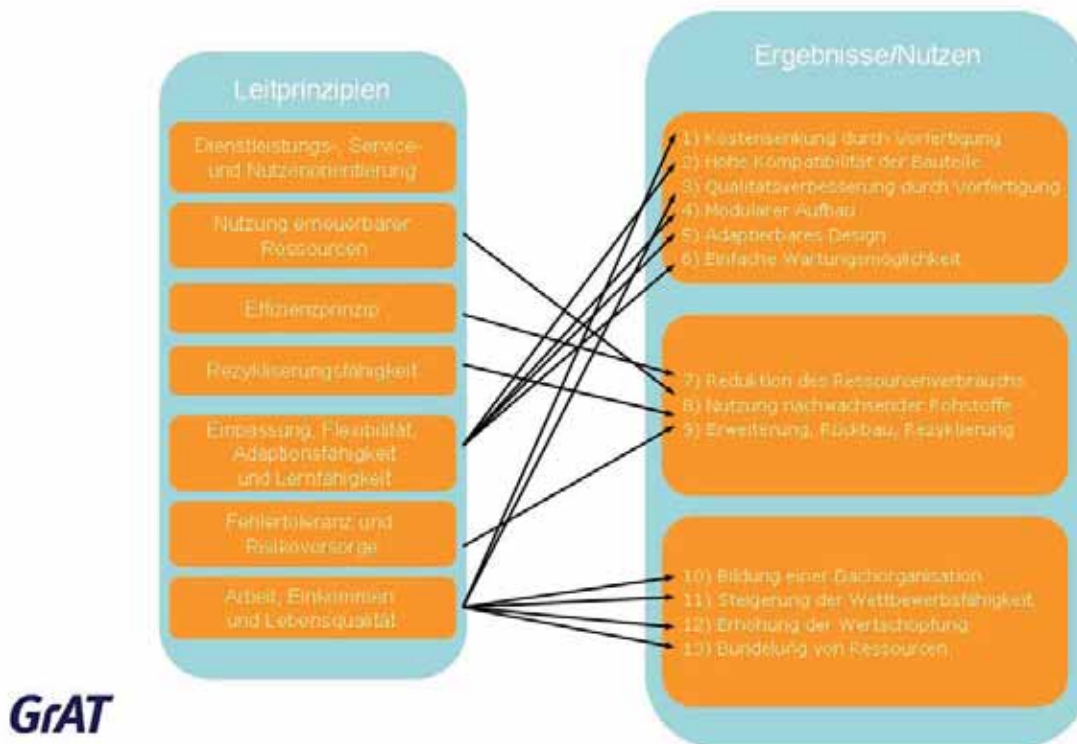 Leitprinzipien
Dienstleistungs-, Service-
und Nutzenorientierung
Nutzung erneuerbarer
Ressourcen
Effizienzprinzip
Rezykliserungsfähigkeit
Einpassung, Flexibilität,
Adaptionsfähigkeit
und Lernfähigkeit
Fehlertoleranz und
Risikovorsorge
Arbeit, Einkommen
und Lebensqualität
Ergebnisse/Nutzen
1) Kostensenkung durch Vorfertigung
2) Hohe Kompatibilität der Bauteile
3) Qualitätsverbesserung durch Vorfertigung
4) Modularer Aufbau
5) Adaptierbares Design
6) Einfache Wartungsmöglichkeit
7) Reduktion des Ressourcenverbrauchs
8) Nutzung nachwachsender Rohstoffe
9) Erweiterung, Rückbau, Rezyklierung
10) Bildung einer Dachorganisation
11) Steigerung der Wettbewerbsfähigkeit
12) Erhöhung der Wertschöpfung
13) Bündelung von Ressourcen
GrAT